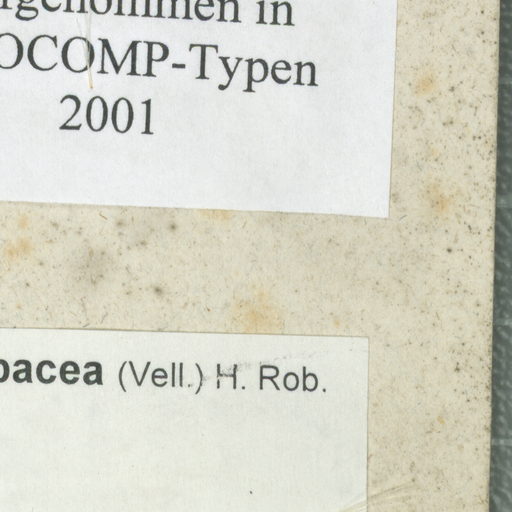 rgenommen in
OCOMP-Typen
2001
pacea (Vell.) H. Rob.